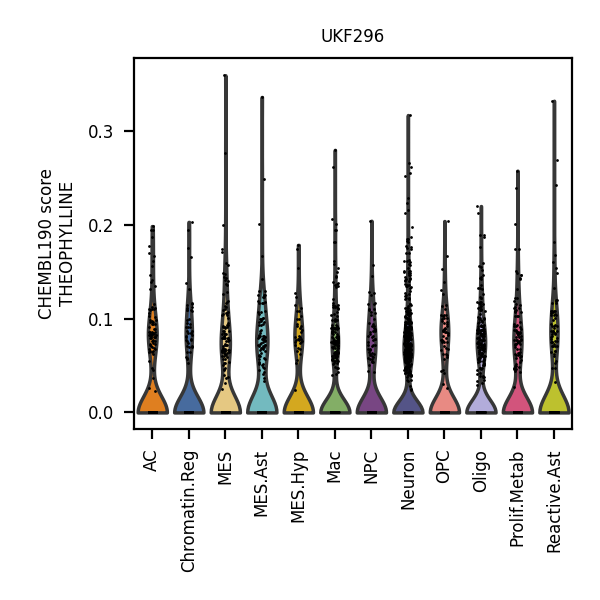 UKF296
CHEMBL190 score
THEOPHYLLINE
0.3
0.2
0.1
0.0
AC
Chromatin.Reg
MES
MES.Ast
MES.Hyp
Mac
NPC
Neuron
OPC
Oligo
Prolif.Metab
Reactive.Ast